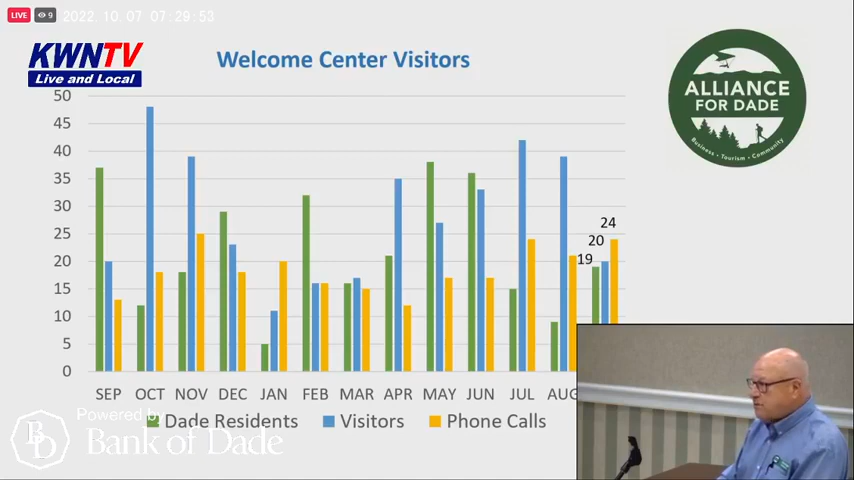 LIVE 9 2022.10.07 07:29:53
KWNTV
Live and Local
Welcome Center Visitors
ALLIANCE
FOR DADE
Business • Tourism • Community
50
45
40
35
30
25
20
15
10
5
0
24
20
19
SEP OCT NOV DEC JAN FEB MAR APR MAY JUN JUL AUG
Dade Residents Visitors Phone Calls
Powered by
BD Bank of Dade